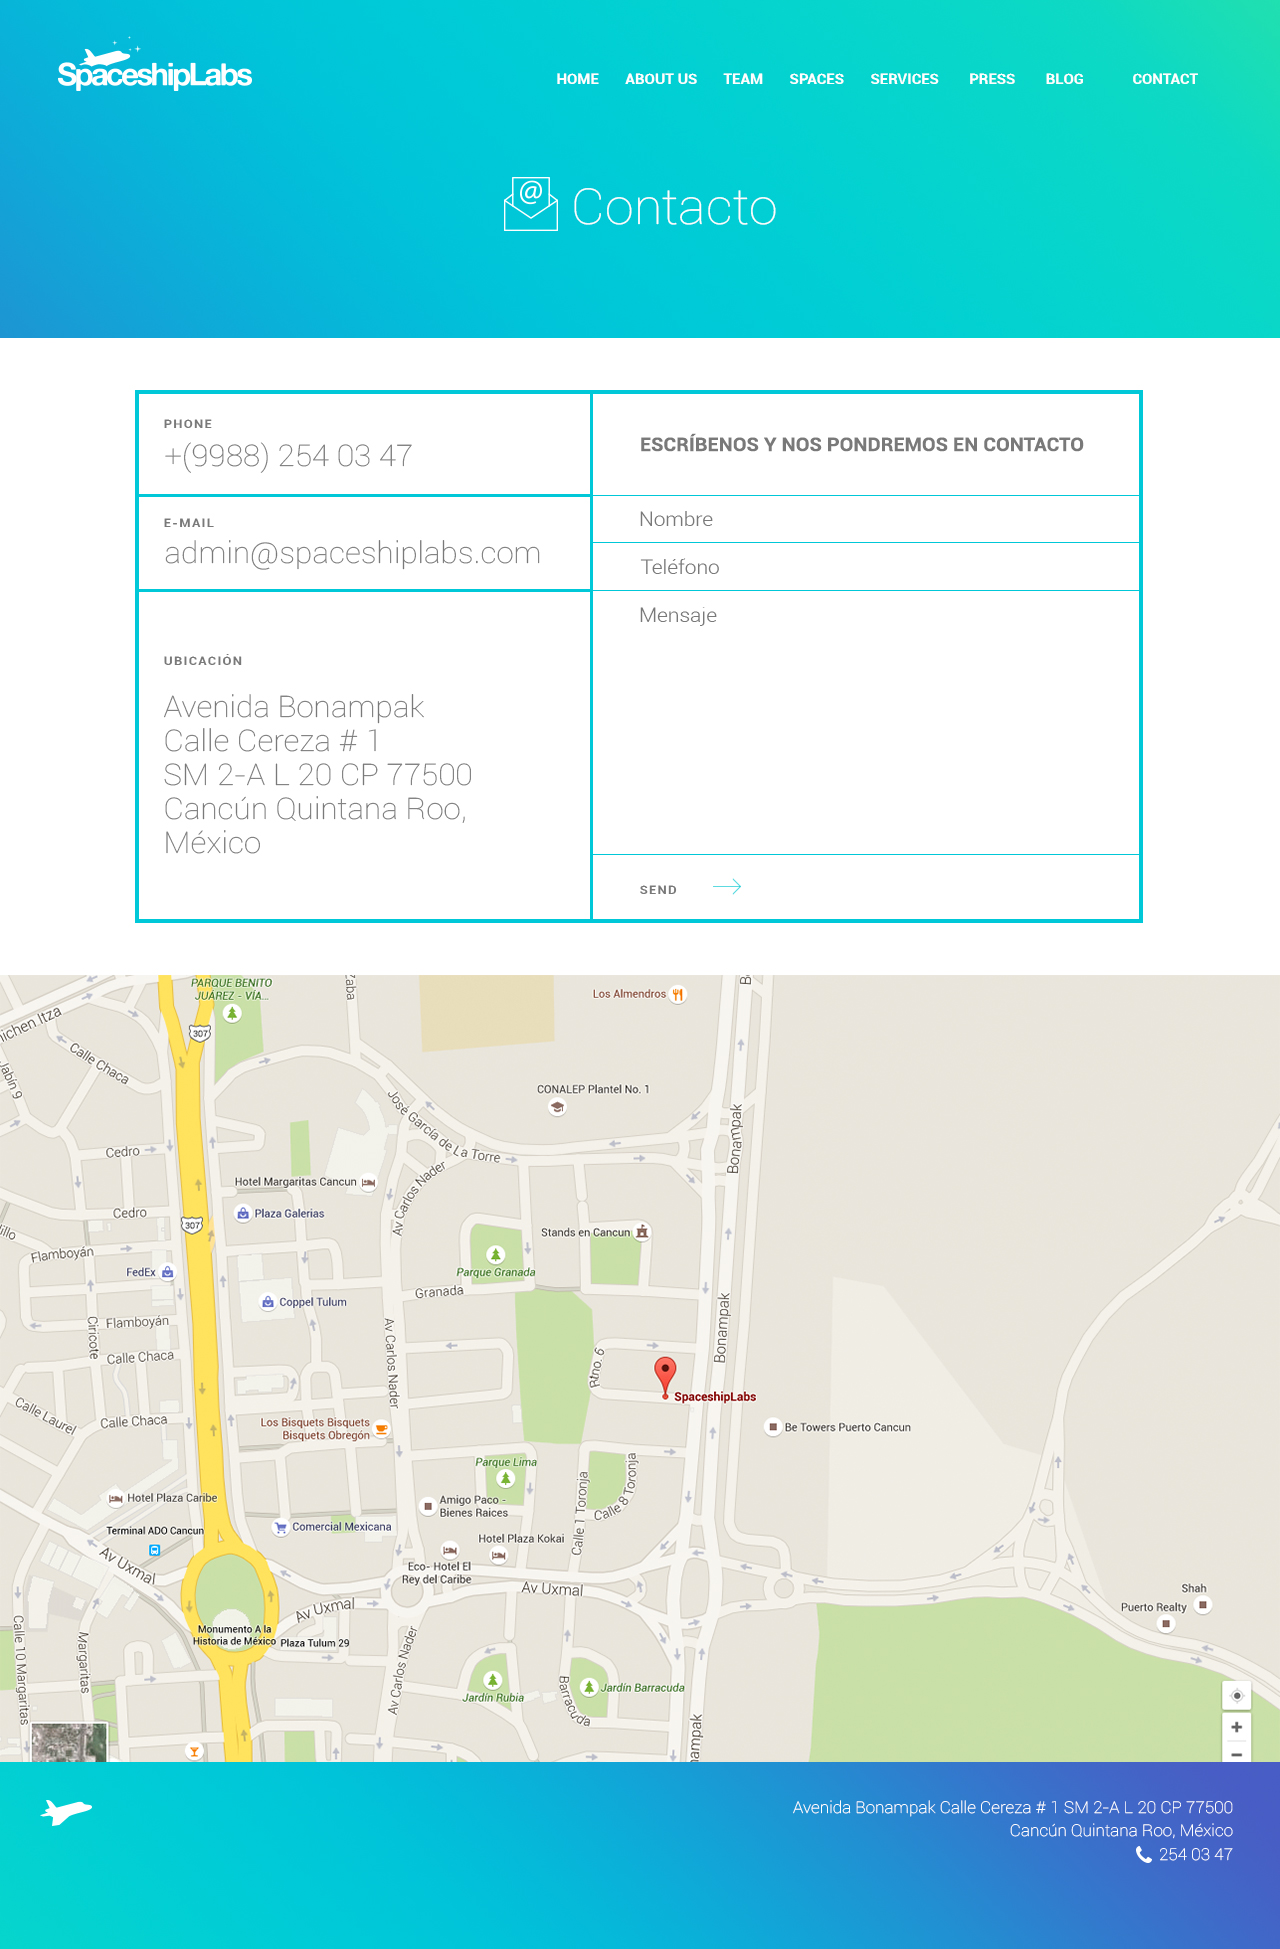 SpaceshipLabs
HOME ABOUT US TEAM SPACES SERVICES PRESS BLOG CONTACT
@ Contacto
PHONE
+(9988) 254 03 47
E-MAIL
admin@spaceshiplabs.com
UBICACIÓN
Avenida Bonampak
Calle Cereza # 1
SM 2-A L 20 CP 77500
Cancún Quintana Roo,
México
ESCRÍBENOS Y NOS PONDREMOS EN CONTACTO
Nombre
Teléfono
Mensaje
SEND
PARQUE BENITO
JUÁREZ - VÍA...
Los Almendros
307
Calle Chaca
CONALEP Plantel No. 1
José García de La Torre
Bonampak
Cedro
Hotel Margaritas Cancun
Av Carlos Nader
Cedro
Plaza Galerias
307
Stands en Cancun
Flamboyán
FedEx
Parque Granada
Granada
Coppel Tulum
Ciricote
Flamboyán
Calle Chaca
Av Carlos Nader
Rtno. 6
Bonampak
SpaceshipLabs
Calle Laurel
Calle Chaca
Los Bisquets Bisquets
Bisquets Obregón
Be Towers Puerto Cancun
Parque Lima
Calle 1 Toronja
Calle 8 Toronja
Hotel Plaza Caribe
Amigo Paco -
Bienes Raices
Terminal ADO Cancun
Comercial Mexicana
Hotel Plaza Kokai
Av Uxmal
Eco- Hotel El
Rey del Caribe
Av Uxmal
Av Uxmal
Shah
Puerto Realty
Monumento A la
Historia de México
Plaza Tulum 29
Calle 10 Margaritas
Margaritas
Av Carlos Nader
Jardín Rubia
Barracuda
Jardín Barracuda
+
−
Avenida Bonampak Calle Cereza # 1 SM 2-A L 20 CP 77500
Cancún Quintana Roo, México
254 03 47